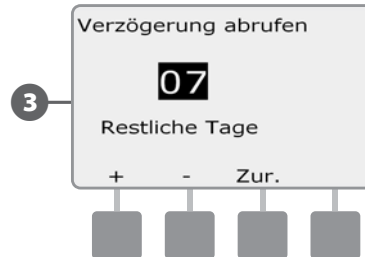 Verzögerung abrufen
07
3
Restliche Tage
+ - Zur.